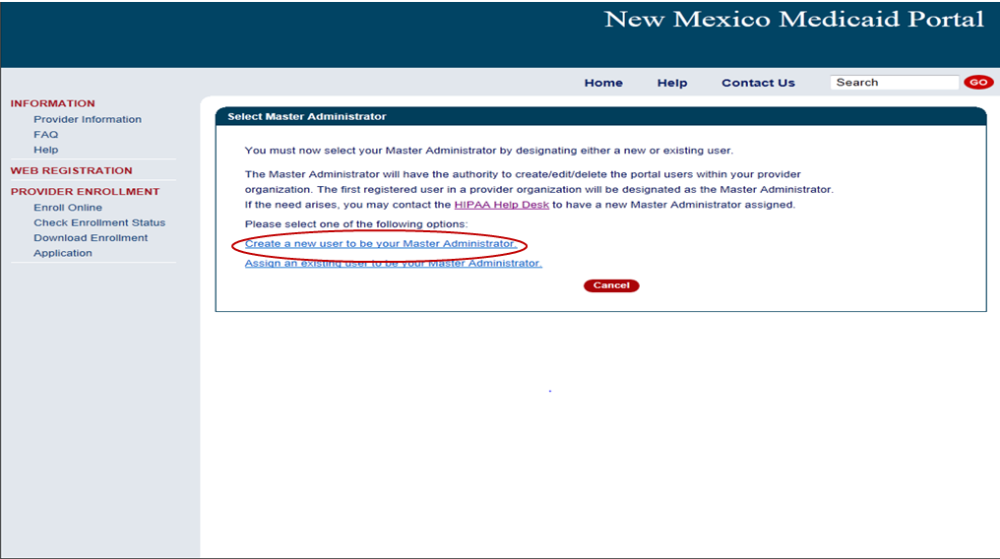 New Mexico Medicaid Portal
Home Help Contact Us Search GO
INFORMATION
Provider Information
FAQ
Help
WEB REGISTRATION
PROVIDER ENROLLMENT
Enroll Online
Check Enrollment Status
Download Enrollment
Application
Select Master Administrator
You must now select your Master Administrator by designating either a new or existing user.
The Master Administrator will have the authority to create/edit/delete the portal users within your provider
organization. The first registered user in a provider organization will be designated as the Master Administrator.
If the need arises, you may contact the HIPAA Help Desk to have a new Master Administrator assigned.
Please select one of the following options:
Create a new user to be your Master Administrator.
Assign an existing user to be your Master Administrator.
Cancel